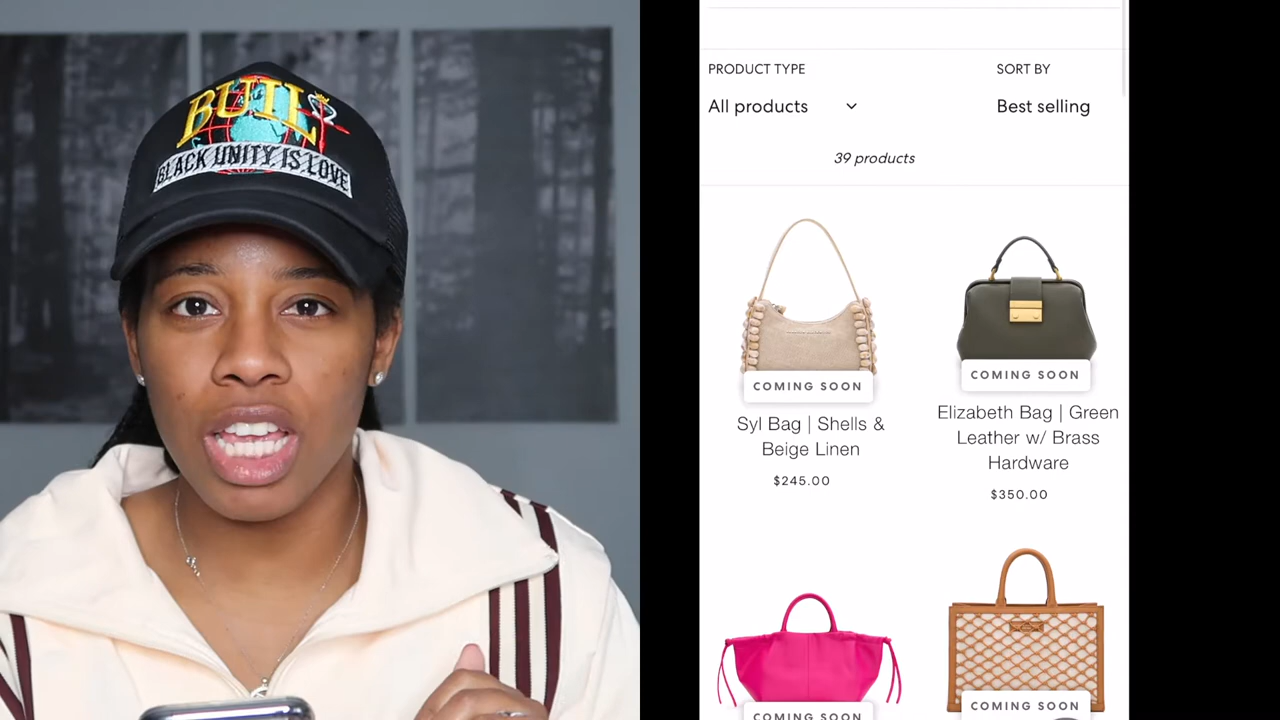 BUIL
BLACK UNITY IS LOVE
PRODUCT TYPE
SORT BY
All products
Best selling
39 products
COMING SOON
COMING SOON
Syl Bag | Shells &
Beige Linen
$245.00
Elizabeth Bag | Green
Leather w/ Brass
Hardware
$350.00
COMING SOON
COMING SOON